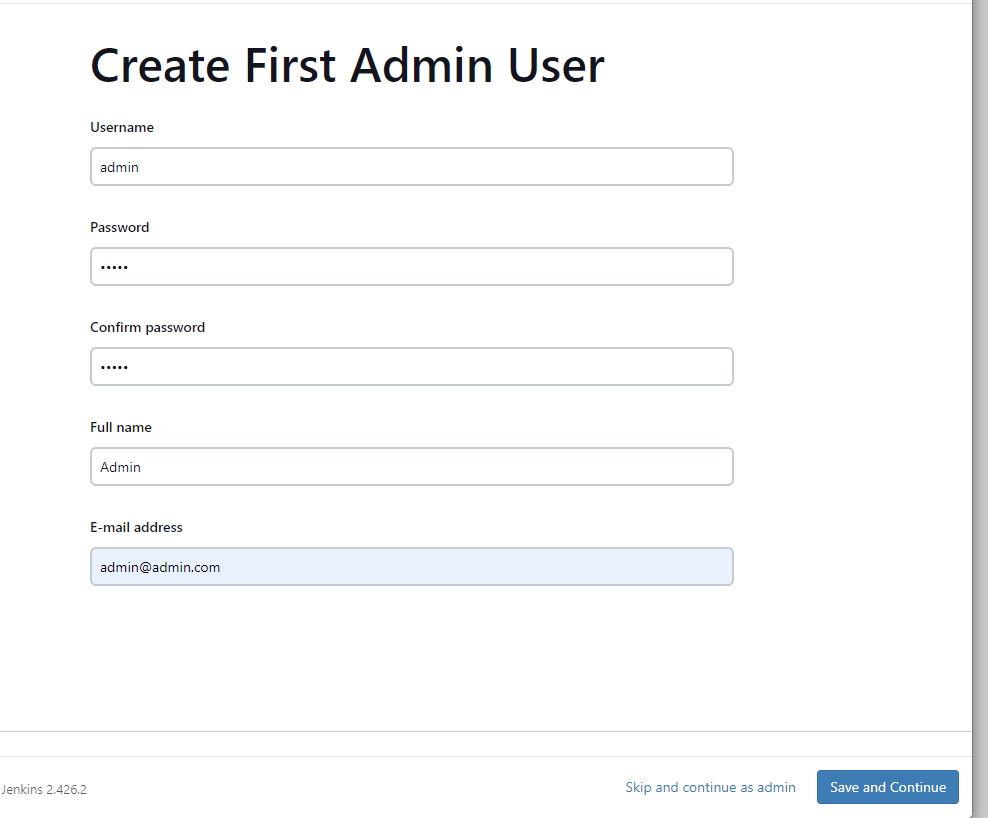 Create First Admin User
Username
admin
Password
•••••
Confirm password
•••••
Full name
Admin
E-mail address
admin@admin.com
Jenkins 2.426.2
Skip and continue as admin
Save and Continue